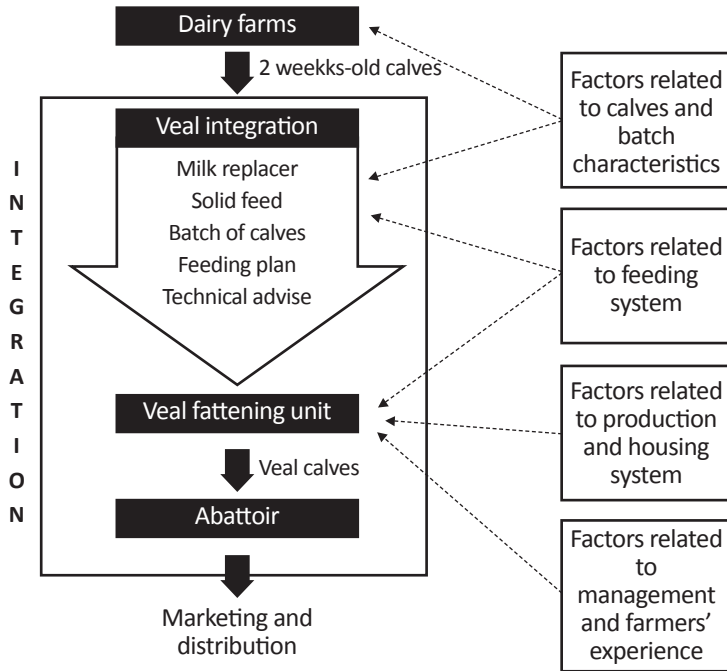 Dairy farms
2 weekks-old calves
INTEGRATION
Veal integration
Milk replacer
Solid feed
Batch of calves
Feeding plan
Technical advise
Veal fattening unit
Veal calves
Abattoir
Marketing and
distribution
Factors related
to calves and
batch
characteristics
Factors related
to feeding
system
Factors related
to production
and housing
system
Factors related
to
management
and farmers’
experience